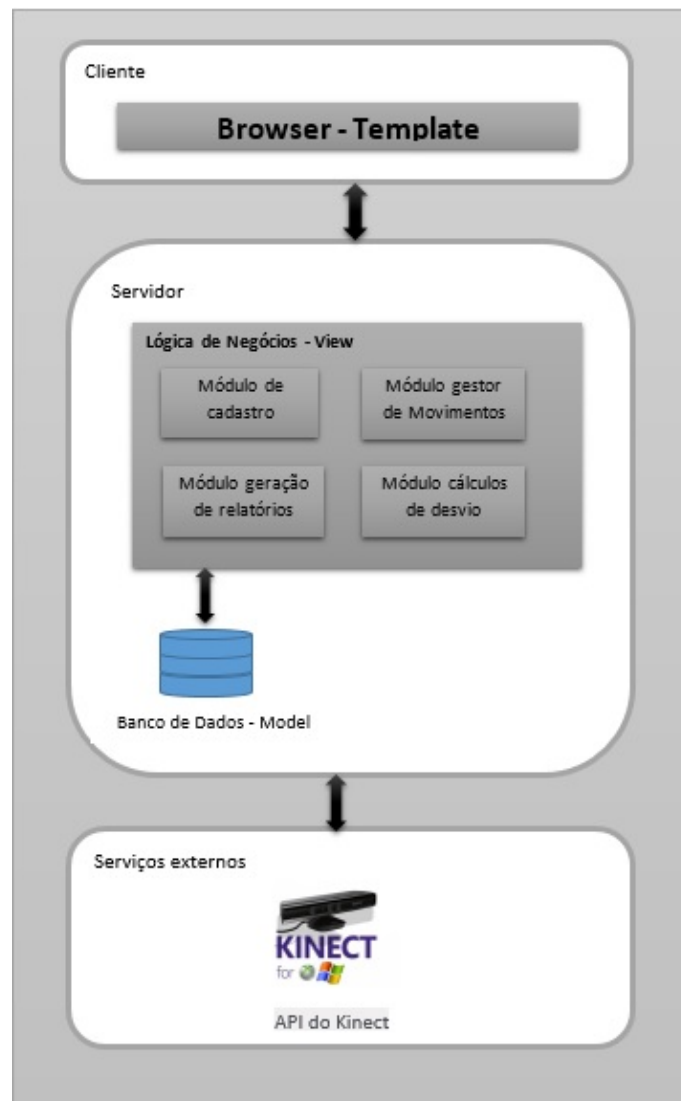 Cliente
Browser - Template
Servidor
Lógica de Negócios - View
Módulo de
cadastro
Módulo gestor
de Movimentos
Módulo geração
de relatórios
Módulo cálculos
de desvio
Banco de Dados - Model
Serviços externos
KINECT
for
API do Kinect